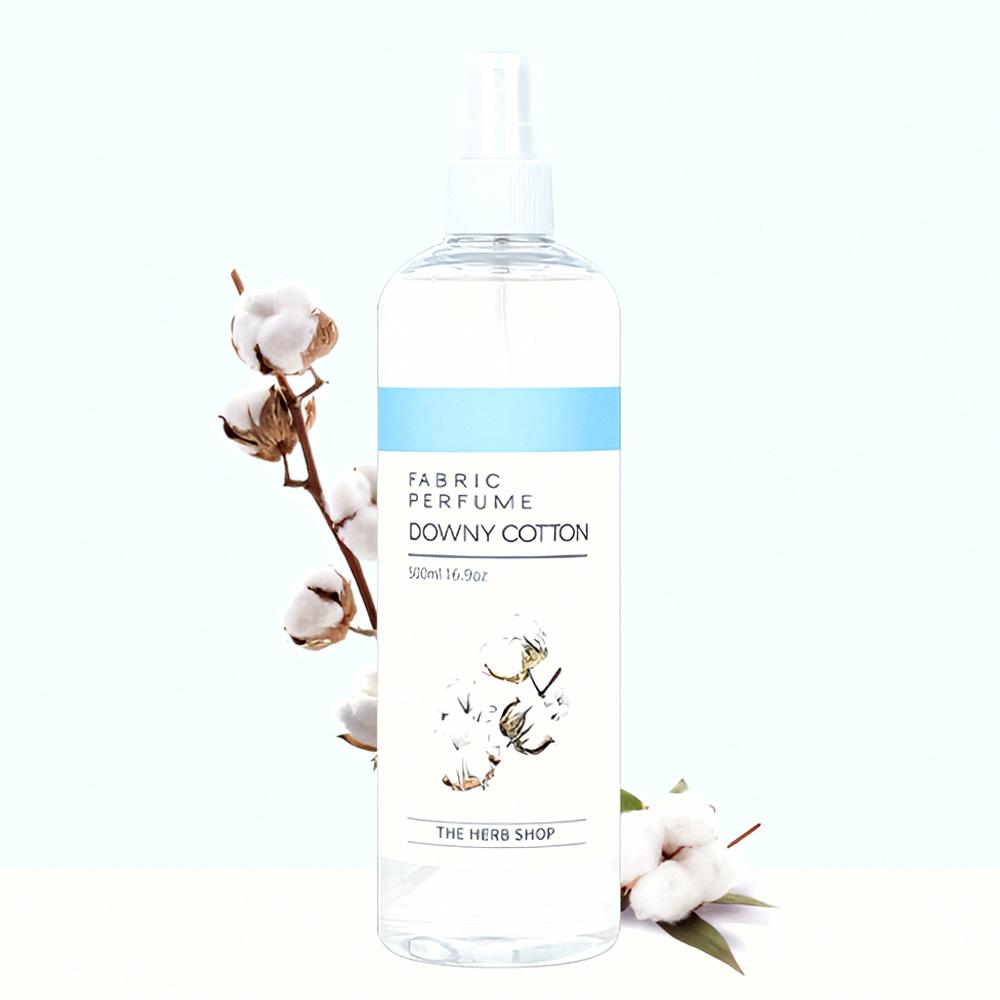 FABRIC
PERFUME
DOWNY COTTON
500ml 16.9oz
THE HERB SHOP